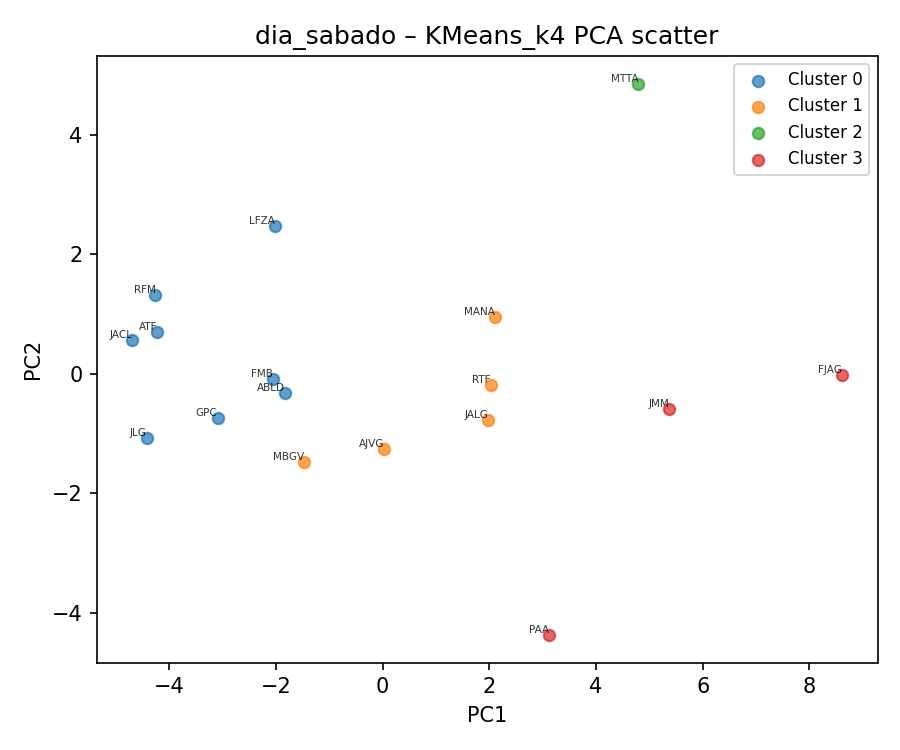 dia_sabado – KMeans_k4 PCA scatter
Cluster 0
Cluster 1
Cluster 2
Cluster 3
MTTA
LFZA
RFM
ATF
JACL
MANA
FMB
ABLD
RTF
FJAG
GPC
JALG
JMM
JLG
AJVG
MBGV
PAA
4
2
0
−2
−4
PC2
−4
−2
0
2
4
6
8
PC1